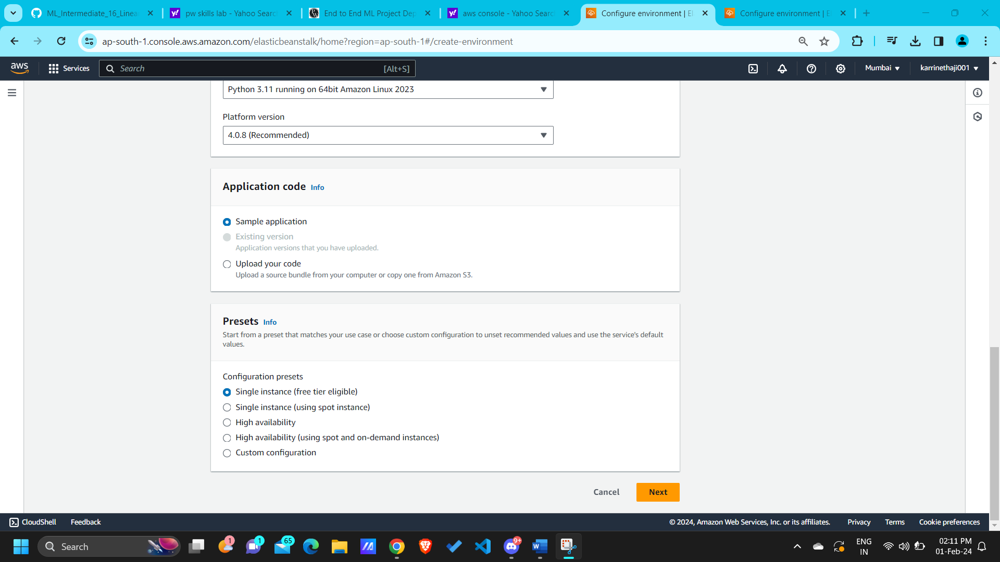 ML_Intermediate_16_Linea
pw skills lab - Yahoo Searc
End to End ML Project Dep
aws console - Yahoo Searc
Configure environment | E
Configure environment | E
ap-south-1.console.aws.amazon.com/elasticbeanstalk/home?region=ap-south-1#/create-environment
aws
Services
Search
[Alt+S]
Mumbai
karrinethaji001
Python 3.11 running on 64bit Amazon Linux 2023
Platform version
4.0.8 (Recommended)
Application code Info
Sample application
Existing version
Application versions that you have uploaded.
Upload your code
Upload a source bundle from your computer or copy one from Amazon S3.
Presets Info
Start from a preset that matches your use case or choose custom configuration to unset recommended values and use the service's default
values.
Configuration presets
Single instance (free tier eligible)
Single instance (using spot instance)
High availability
High availability (using spot and on-demand instances)
Custom configuration
Cancel
Next
CloudShell
Feedback
© 2024, Amazon Web Services, Inc. or its affiliates.
Privacy
Terms
Cookie preferences
Search
1
1
65
9+
ENG
IN
02:11 PM
01-Feb-24